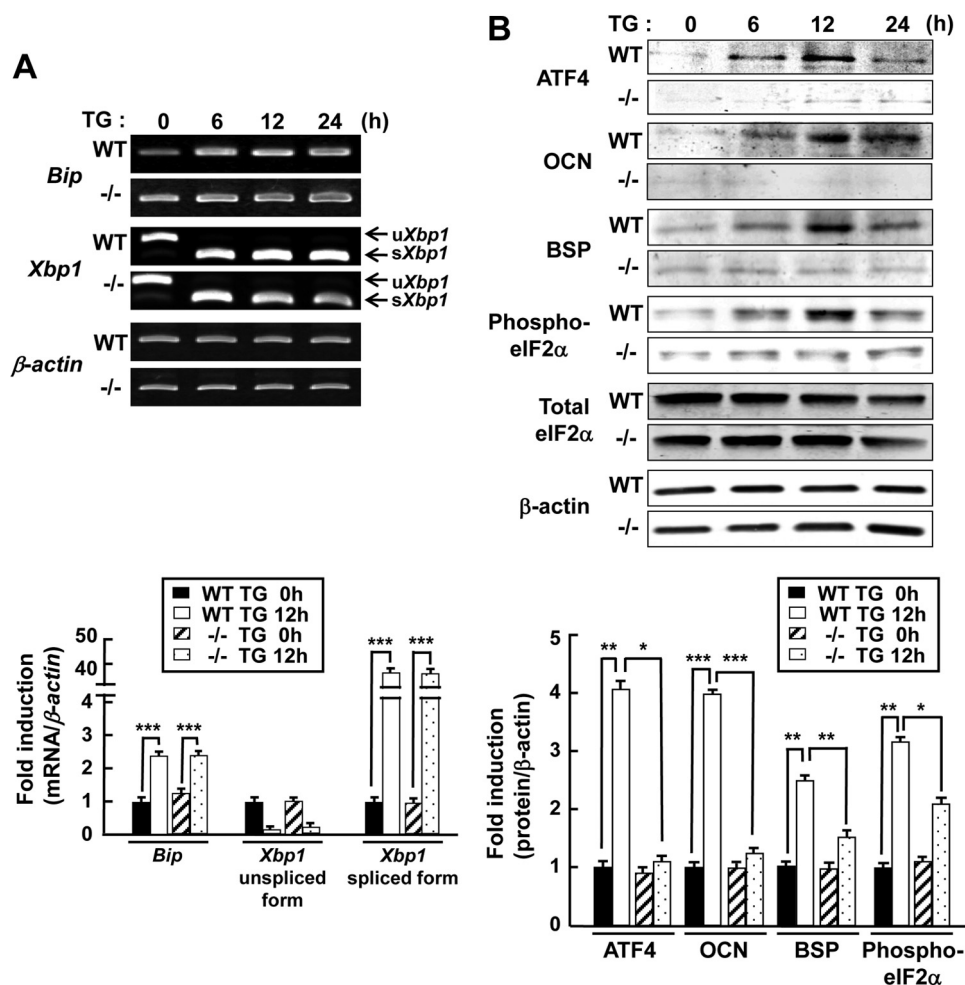 A
TG : 0 6 12 24 (h)
Bip
WT
-/-
Xbp1
WT
uXbp1
sXbp1
-/-
uXbp1
sXbp1
β-actin
WT
-/-
WT TG 0h
WT TG 12h
-/- TG 0h
-/- TG 12h
Fold induction
(mRNA/β-actin)
50
40
30
4
3
2
1
0
*** ***
*** ***
Bip
Xbp1
unspliced
form
Xbp1
spliced form
B
TG : 0 6 12 24 (h)
ATF4
WT
-/-
OCN
WT
-/-
BSP
WT
-/-
Phospho-
eIF2α
WT
-/-
Total
eIF2α
WT
-/-
β-actin
WT
-/-
WT TG 0h
WT TG 12h
-/- TG 0h
-/- TG 12h
Fold induction
(protein/β-actin)
5
4
3
2
1
0
** *
*** ***
** **
** *
ATF4
OCN
BSP
Phospho-
eIF2α